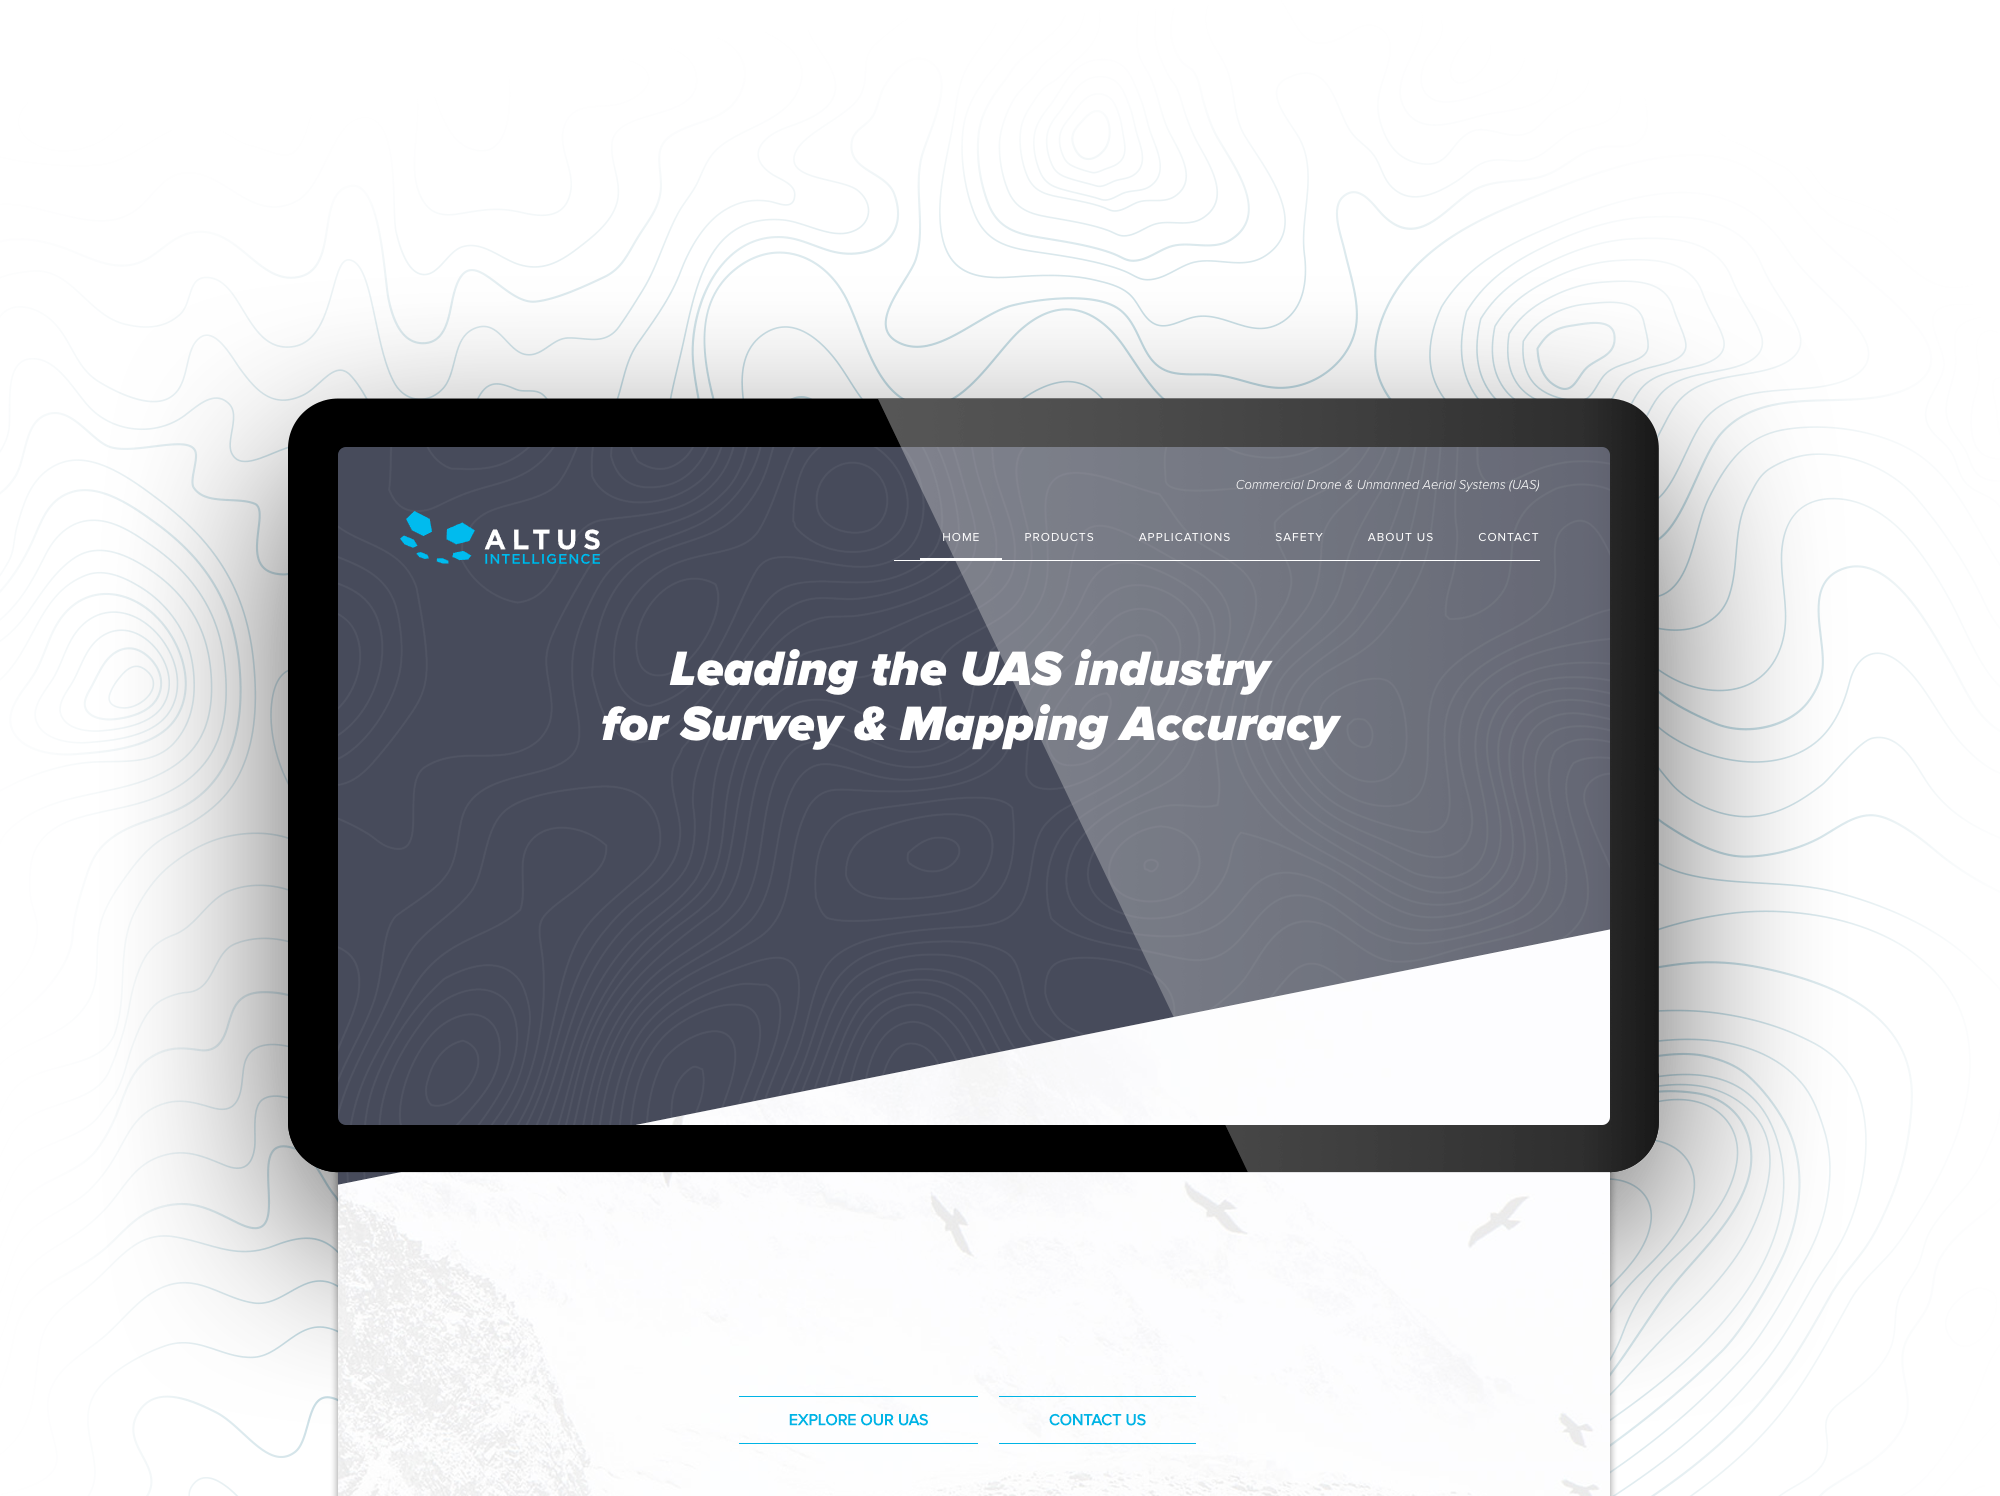 Commercial Drone & Unmanned Aerial Systems (UAS)
ALTUS
INTELLIGENCE
HOME PRODUCTS APPLICATIONS SAFETY ABOUT US CONTACT
Leading the UAS industry
for Survey & Mapping Accuracy
EXPLORE OUR UAS CONTACT US